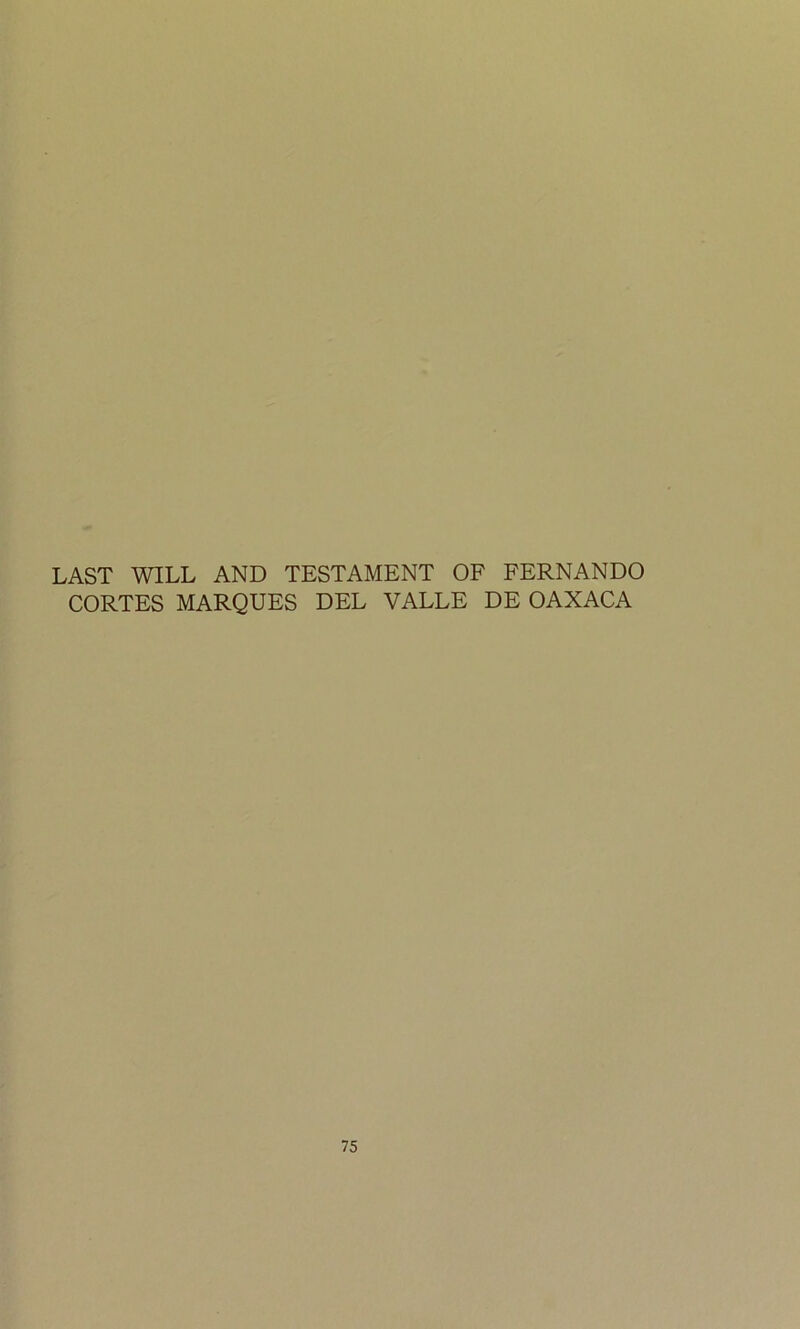 LAST WILL AND TESTAMENT OF FERNANDO
CORTES MARQUES DEL VALLE DE OAXACA
75